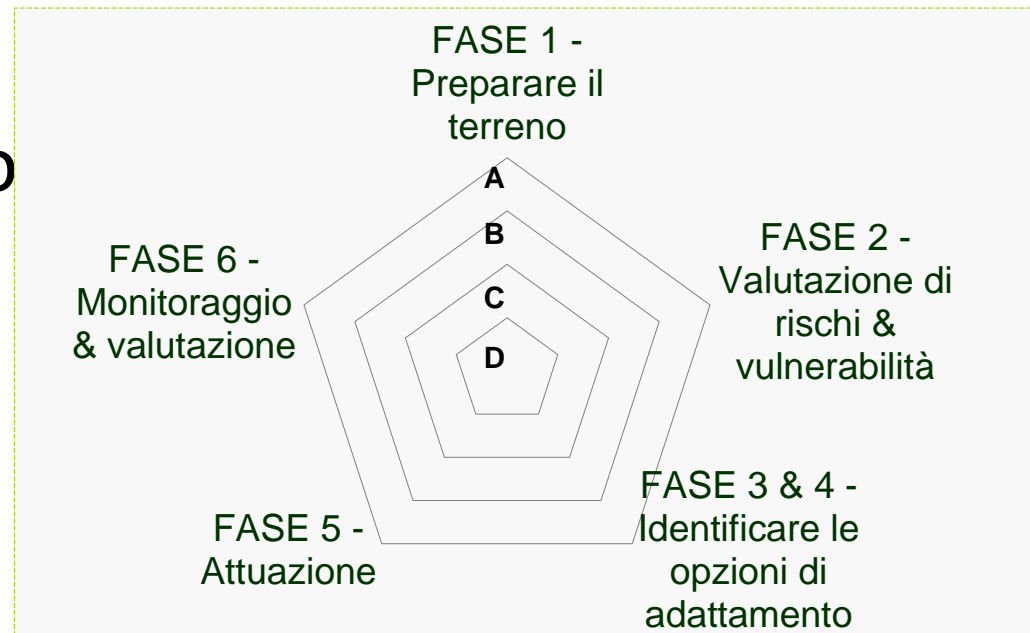 FASE 1 -
Preparare il
terreno
A
B
C
D
FASE 2 -
Valutazione di
rischi &
vulnerabilità
FASE 3 & 4 -
Identificare le
opzioni di
adattamento
FASE 5 -
Attuazione
FASE 6 -
Monitoraggio
& valutazione